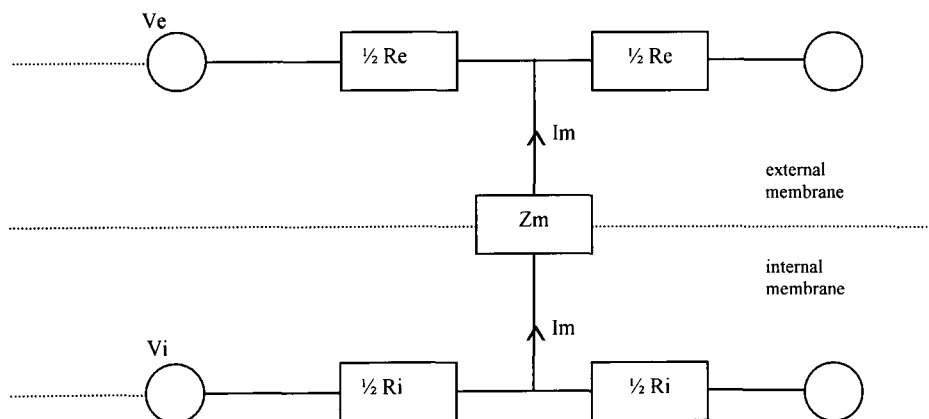 Ve
½ Re
½ Re
Im
external
membrane
Zm
internal
membrane
Im
Vi
½ Ri
½ Ri